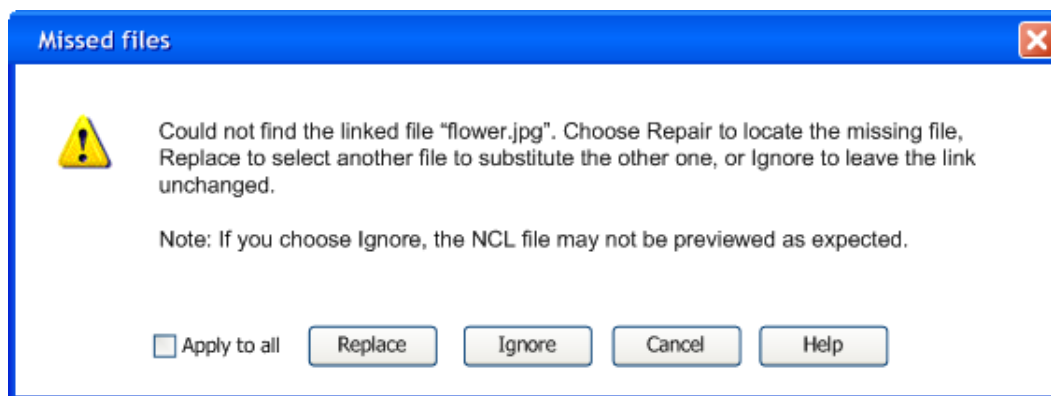 Missed files
Could not find the linked file “flower.jpg”. Choose Repair to locate the missing file,
Replace to select another file to substitute the other one, or Ignore to leave the link
unchanged.
Note: If you choose Ignore, the NCL file may not be previewed as expected.
Apply to all Replace Ignore Cancel Help